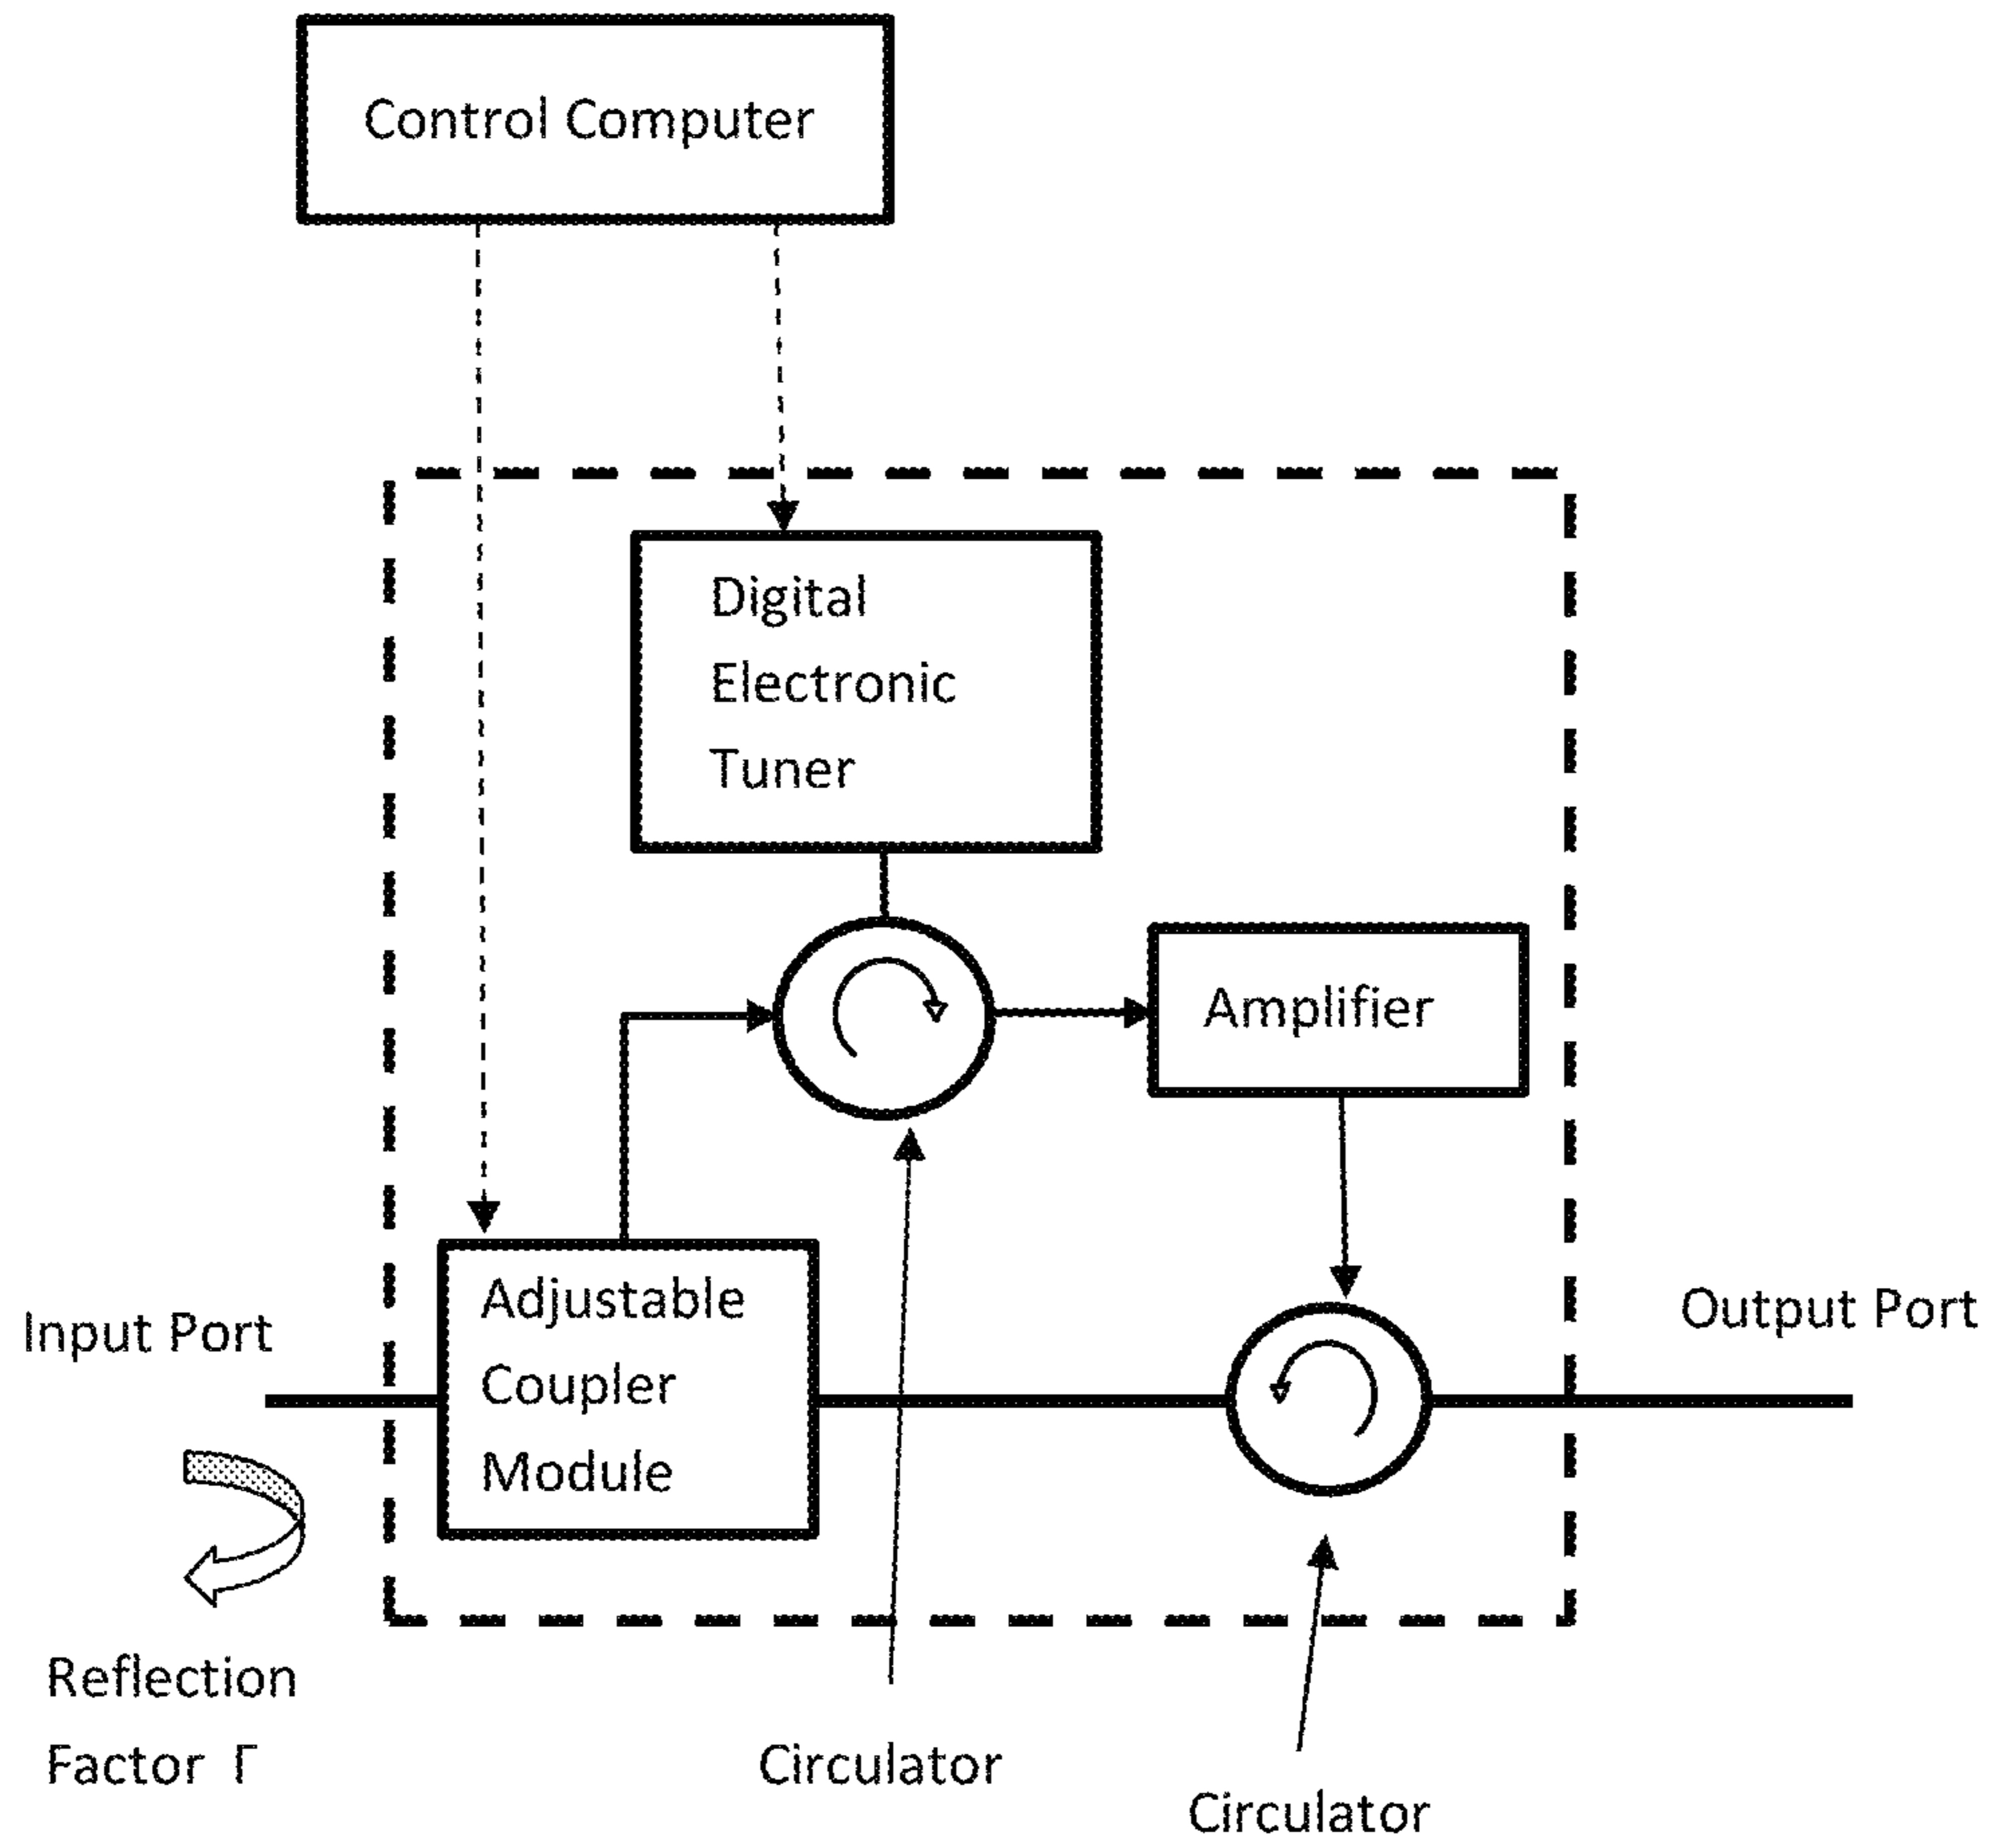 Control Computer
Digital
Electronic
Tuner
Amplifier
Adjustable
Coupler
Module
Input Port
Output Port
Reflection
Factor Γ
Circulator
Circulator